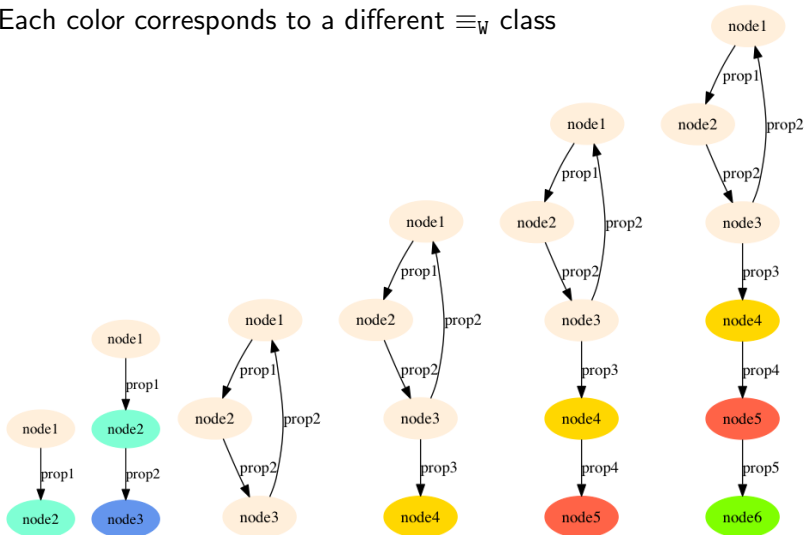 Each color corresponds to a different ≡W class
node1
prop1
node2
node1
prop1
node2
prop2
node3
node1
prop1
node2
prop2
prop2
node3
node1
prop1
node2
prop2
prop2
node3
prop3
node4
node1
prop1
node2
prop2
prop2
node3
prop3
node4
prop4
node5
node1
prop1
node2
prop2
prop2
node3
prop3
node4
prop4
node5
prop5
node6